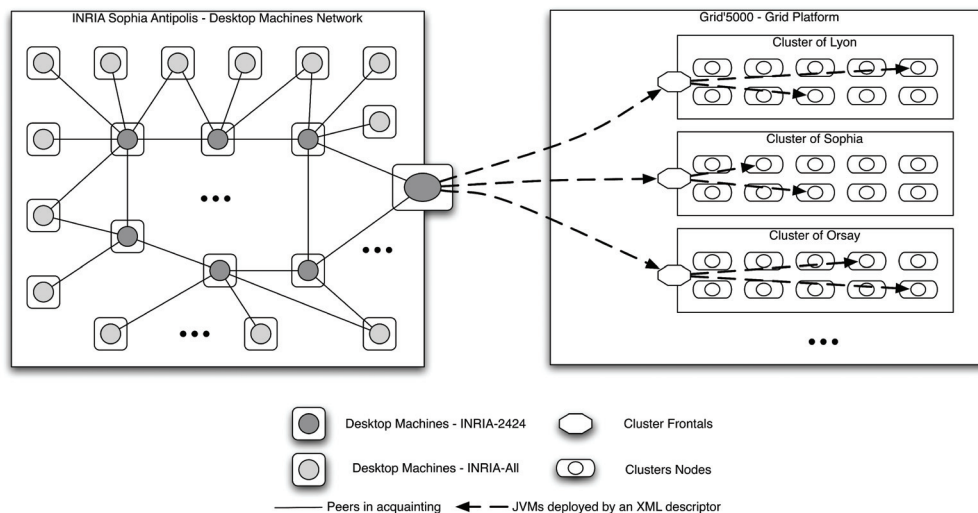 INRIA Sophia Antipolis - Desktop Machines Network
Grid'5000 - Grid Platform
Cluster of Lyon
Cluster of Sophia
Cluster of Orsay
Desktop Machines - INRIA-2424
Cluster Frontals
Desktop Machines - INRIA-All
Clusters Nodes
Peers in acquainting
JVMs deployed by an XML descriptor